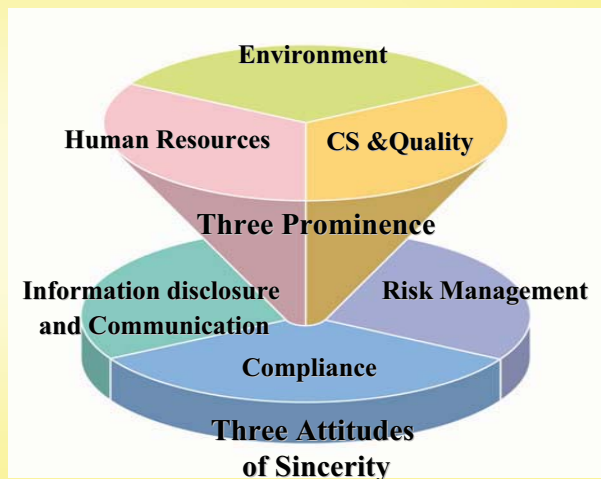 Environment
Human Resources
CS &Quality
Three Prominence
Information disclosure
and Communication
Risk Management
Compliance
Three Attitudes
of Sincerity